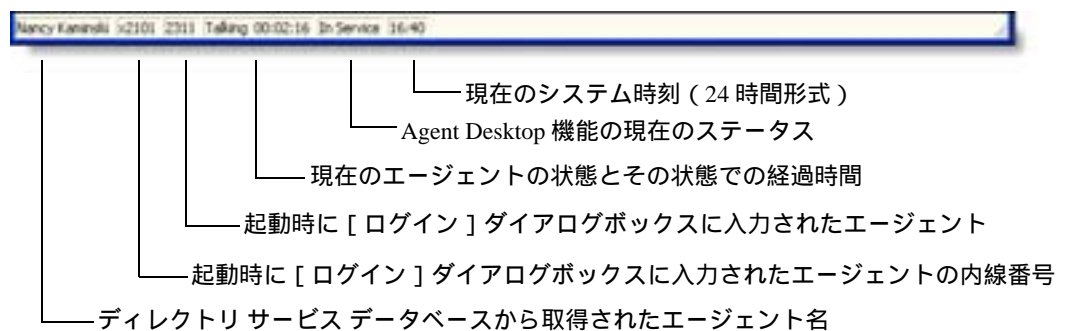 Nancy Kaminski x2101 2311 Talking 00:02:16 In Service 16:40
現在のシステム時刻（24 時間形式）
Agent Desktop 機能の現在のステータス
現在のエージェントの状態とその状態での経過時間
起動時に［ログイン］ダイアログボックスに入力されたエージェント
起動時に［ログイン］ダイアログボックスに入力されたエージェントの内線番号
ディレクトリ サービス データベースから取得されたエージェント名